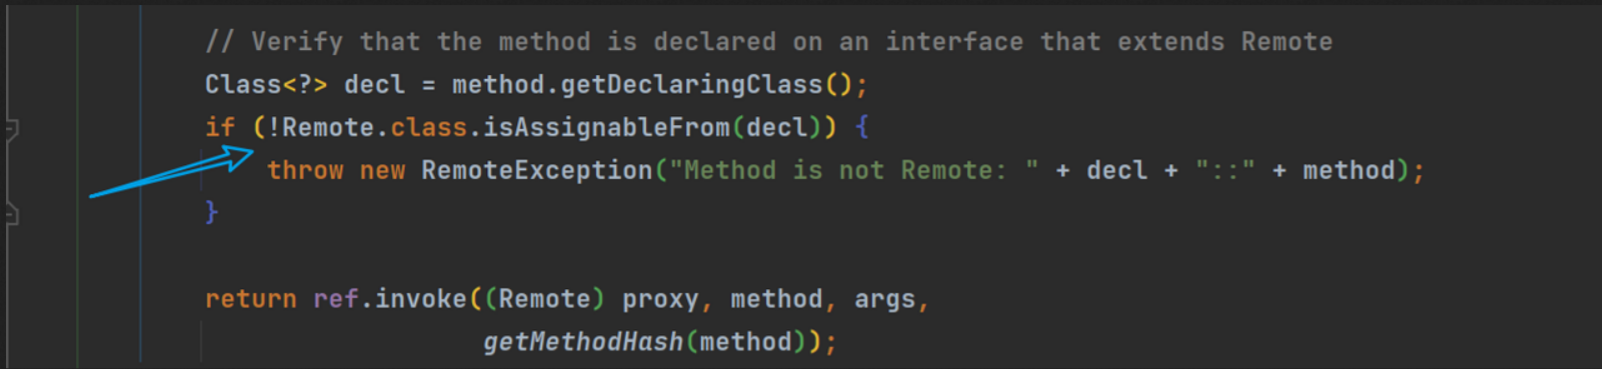 // Verify that the method is declared on an interface that extends Remote
Class<?> decl = method.getDeclaringClass();
if (!Remote.class.isAssignableFrom(decl)) {
throw new RemoteException("Method is not Remote: " + decl + "::" + method);
}
return ref.invoke((Remote) proxy, method, args,
getMethodHash(method));